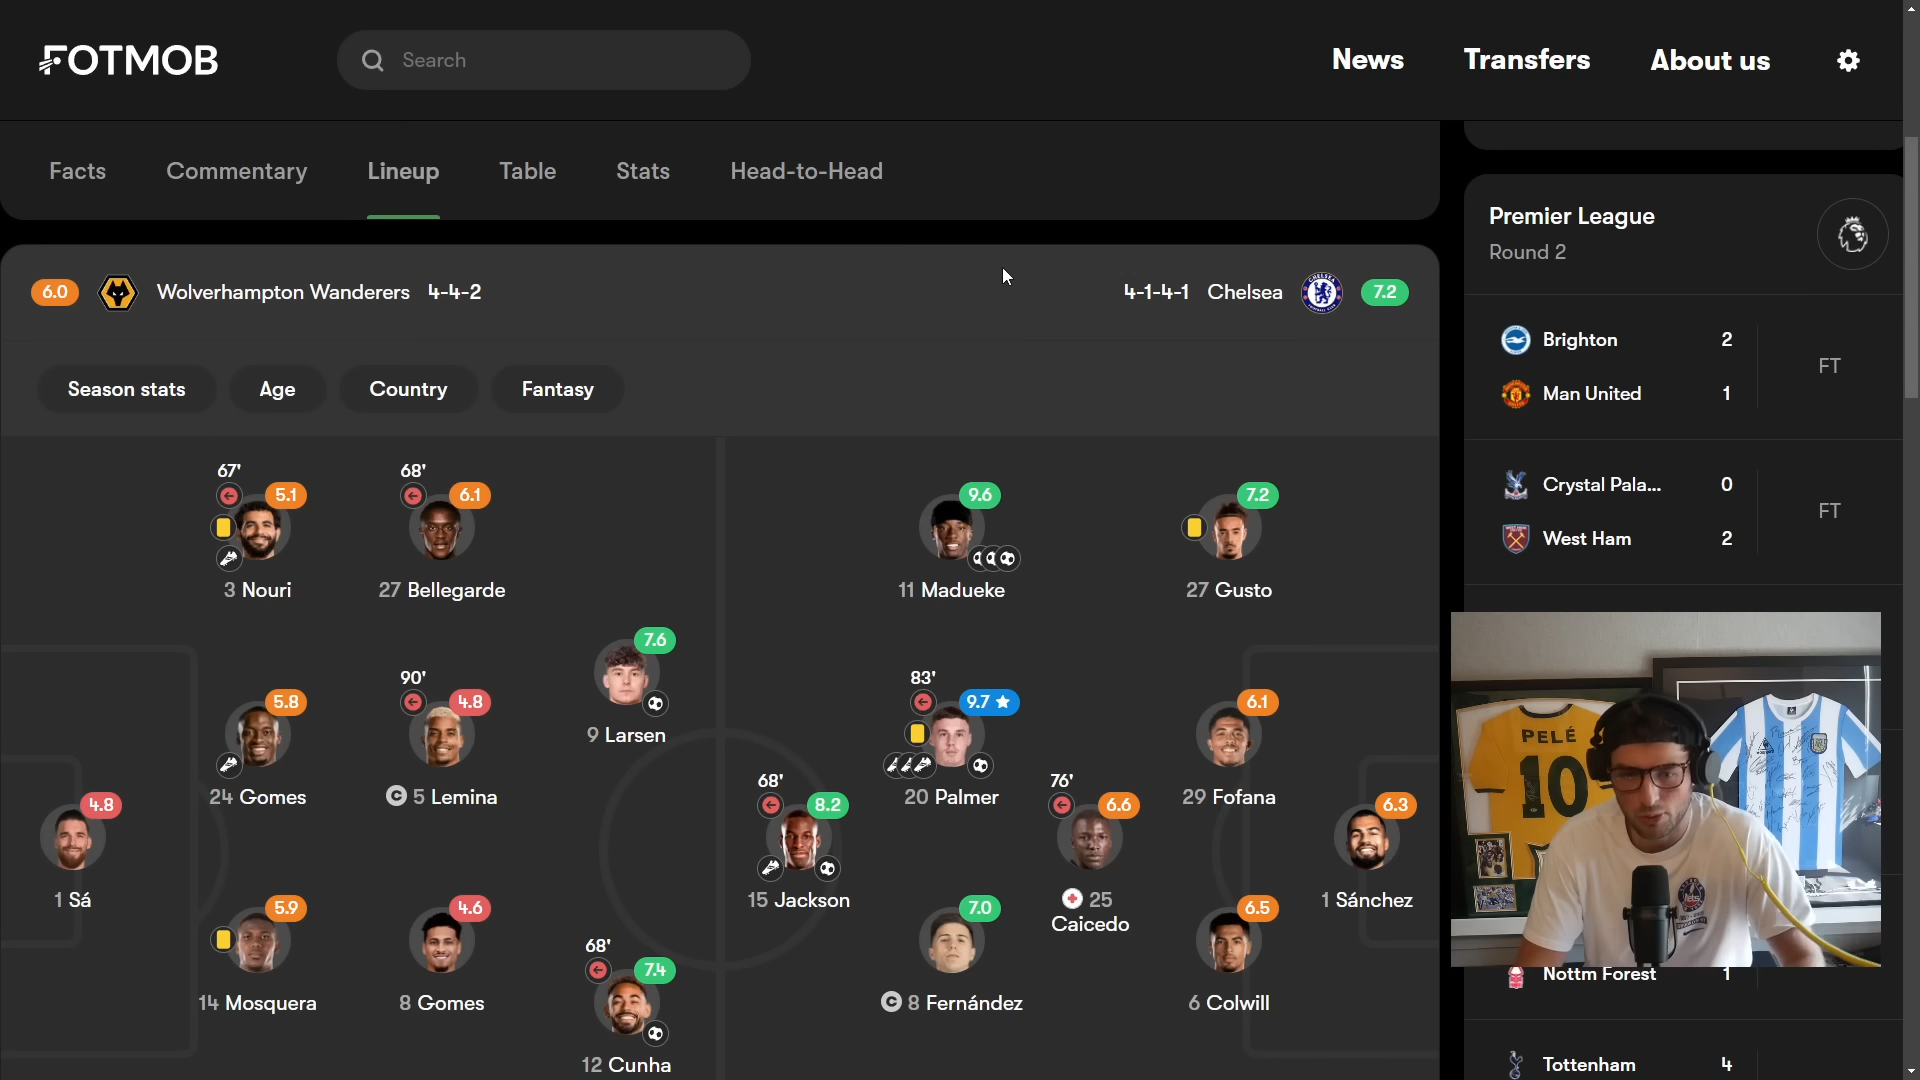 FOTMOB
Search
News
Transfers
About us
Facts
Commentary
Lineup
Table
Stats
Head-to-Head
6.0
Wolverhampton Wanderers
4-4-2
4-1-4-1
Chelsea
7.2
Season stats
Age
Country
Fantasy
67'
5.1
3 Nouri
68'
6.1
27 Bellegarde
7.6
9 Larsen
5.8
24 Gomes
90'
4.8
C 5 Lemina
4.8
1 Sá
5.9
14 Mosquera
4.6
8 Gomes
68'
7.4
12 Cunha
9.6
11 Madueke
7.2
27 Gusto
83'
9.7
20 Palmer
6.1
29 Fofana
68'
8.2
15 Jackson
76'
6.6
25
Caicedo
6.3
1 Sánchez
7.0
C 8 Fernández
6.5
6 Colwill
Premier League
Round 2
Brighton 2
Man United 1
FT
Crystal Pala... 0
West Ham 2
FT
PELÉ
10
Nottm Forest 1
Tottenham 4